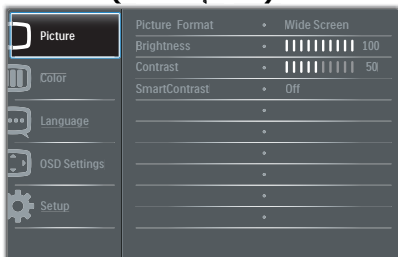 Picture
Color
Language
OSD Settings
Setup
Picture Format • Wide Screen
Brightness • 100
Contrast • 50
SmartContrast • Off
•
•
•
•
•